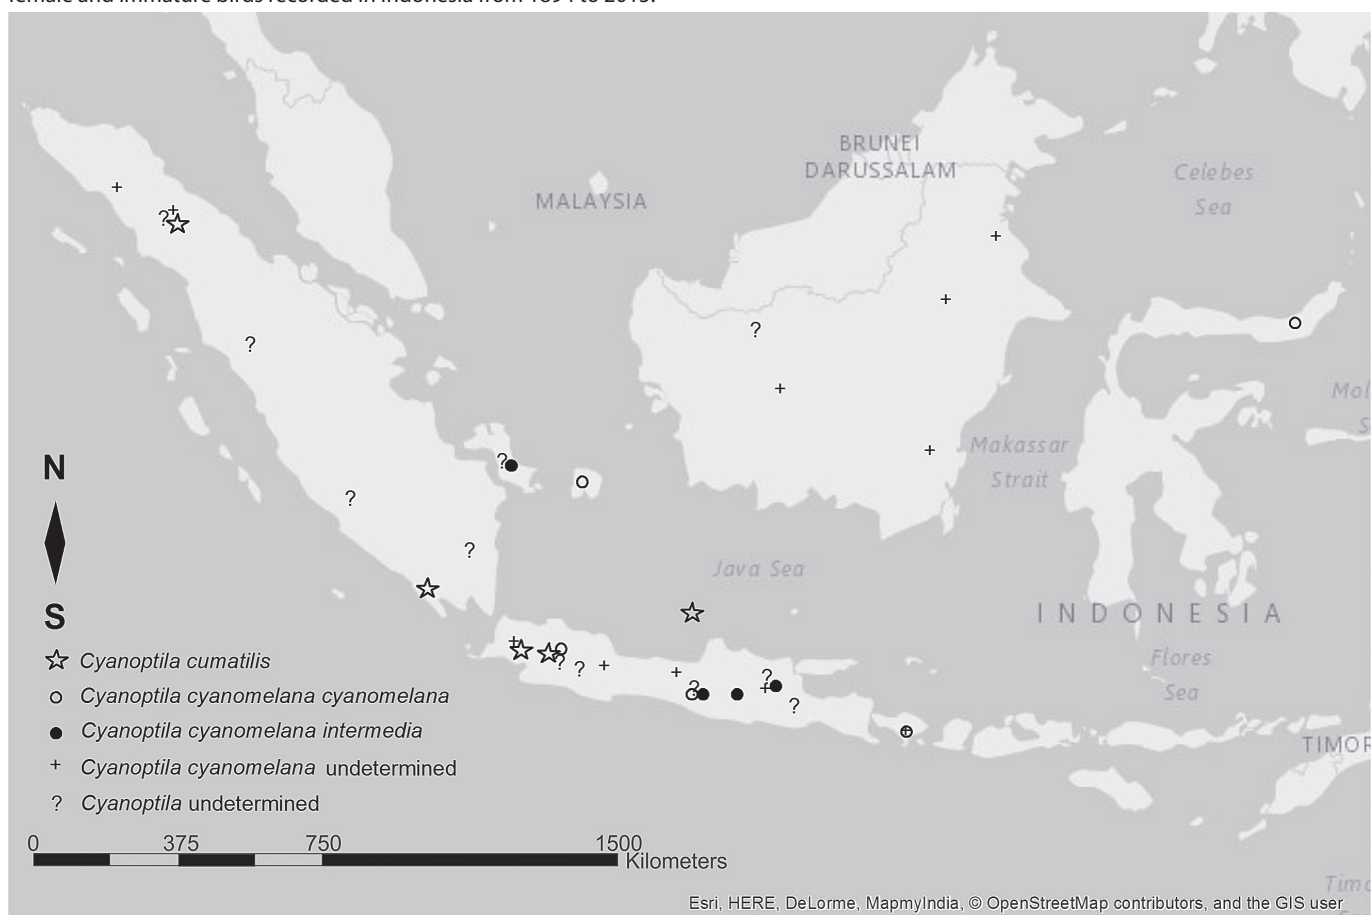 BRUNEI
DARUSSALAM
MALAYSIA
Celebes
Sea
Makassar
Strait
Java Sea
INDONESIA
Flores
Sea
TIMOR
N
S
Cyanoptila cumatilis
Cyanoptila cyanomelana cyanomelana
Cyanoptila cyanomelana intermedia
+ Cyanoptila cyanomelana undetermined
? Cyanoptila undetermined
0 375 750 1500
Kilometers
Esri, HERE, DeLorme, MapmyIndia, © OpenStreetMap contributors, and the GIS user